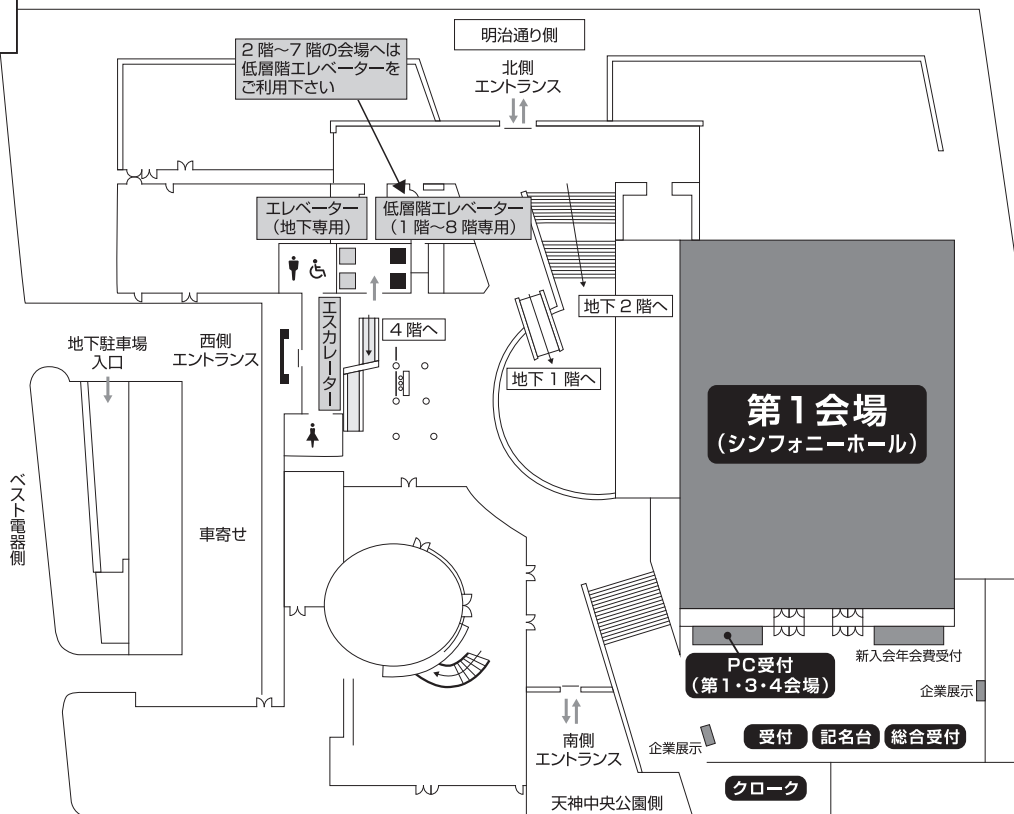 明治通り側
2階〜7階の会場へは
低層階エレベーターを
ご利用下さい
北側
エントランス
エレベーター
（地下専用）
低層階エレベーター
（1階〜8階専用）
地下2階へ
エスカレーター
4階へ
地下駐車場
入口
西側
エントランス
地下1階へ
第1会場
（シンフォニーホール）
ベスト電器側
車寄せ
PC受付
（第1・3・4会場）
新入会年会費受付
企業展示
南側
エントランス
企業展示
受付
記名台
総合受付
クローク
天神中央公園側